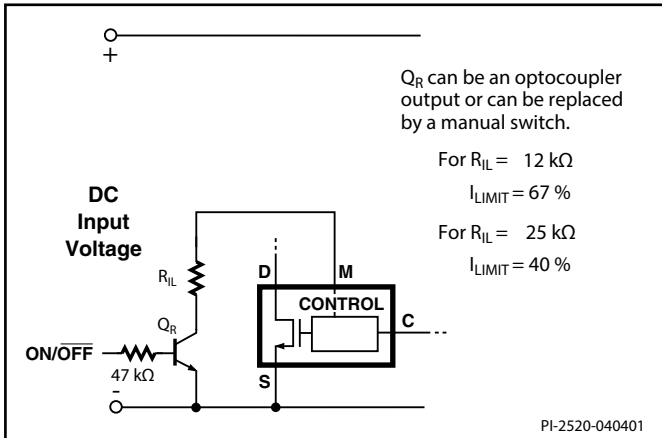 +
Q_R can be an optocoupler
output or can be replaced
by a manual switch.
For R_IL = 12 kΩ
I_LIMIT = 67 %
For R_IL = 25 kΩ
I_LIMIT = 40 %
DC
Input
Voltage
R_IL
D
M
CONTROL
C
Q_R
ON/O̅F̅F̅
47 kΩ
S
-
PI-2520-040401